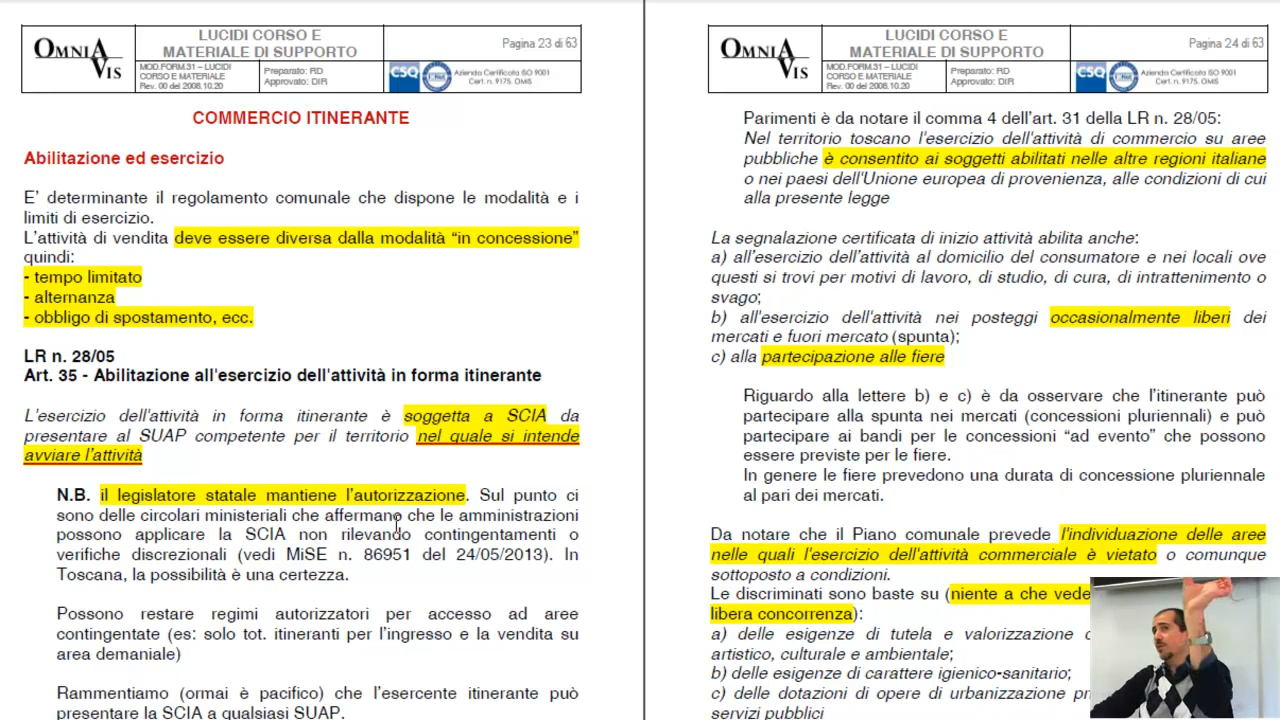 OMNIA VIS
LUCIDI CORSO E
MATERIALE DI SUPPORTO
Pagina 23 di 63
MOD.FORM.31 – LUCIDI
CORSO E MATERIALE
Rev. 00 del 2008.10.20
Preparato: RD
Approvato: DIR
CSQ
Azienda Certificata ISO 9001
Cert. n. 9175. OMIS
COMMERCIO ITINERANTE
Abilitazione ed esercizio
E' determinante il regolamento comunale che dispone le modalità e i
limiti di esercizio.
L'attività di vendita deve essere diversa dalla modalità "in concessione"
quindi:
- tempo limitato
- alternanza
- obbligo di spostamento, ecc.
LR n. 28/05
Art. 35 - Abilitazione all'esercizio dell'attività in forma itinerante
L'esercizio dell'attività in forma itinerante è soggetta a SCIA da
presentare al SUAP competente per il territorio nel quale si intende
avviare l'attività
N.B. il legislatore statale mantiene l'autorizzazione. Sul punto ci
sono delle circolari ministeriali che affermano che le amministrazioni
possono applicare la SCIA non rilevando contingentamenti o
verifiche discrezionali (vedi MiSE n. 86951 del 24/05/2013). In
Toscana, la possibilità è una certezza.
Possono restare regimi autorizzatori per accesso ad aree
contingentate (es: solo tot. itineranti per l'ingresso e la vendita su
area demaniale)
Rammentiamo (ormai è pacifico) che l'esercente itinerante può
presentare la SCIA a qualsiasi SUAP.
OMNIA VIS
LUCIDI CORSO E
MATERIALE DI SUPPORTO
Pagina 24 di 63
MOD.FORM.31 – LUCIDI
CORSO E MATERIALE
Rev. 00 del 2008.10.20
Preparato: RD
Approvato: DIR
CSQ
Azienda Certificata ISO 9001
Cert. n. 9175. OMIS
Parimenti è da notare il comma 4 dell'art. 31 della LR n. 28/05:
Nel territorio toscano l'esercizio dell'attività di commercio su aree
pubbliche è consentito ai soggetti abilitati nelle altre regioni italiane
o nei paesi dell'Unione europea di provenienza, alle condizioni di cui
alla presente legge
La segnalazione certificata di inizio attività abilita anche:
a) all'esercizio dell'attività al domicilio del consumatore e nei locali ove
questi si trovi per motivi di lavoro, di studio, di cura, di intrattenimento o
svago;
b) all'esercizio dell'attività nei posteggi occasionalmente liberi dei
mercati e fuori mercato (spunta);
c) alla partecipazione alle fiere
Riguardo alla lettere b) e c) è da osservare che l'itinerante può
partecipare alla spunta nei mercati (concessioni pluriennali) e può
partecipare ai bandi per le concessioni "ad evento" che possono
essere previste per le fiere.
In genere le fiere prevedono una durata di concessione pluriennale
al pari dei mercati.
Da notare che il Piano comunale prevede l'individuazione delle aree
nelle quali l'esercizio dell'attività commerciale è vietato o comunque
sottoposto a condizioni.
Le discriminati sono baste su (niente a che vede
libera concorrenza):
a) delle esigenze di tutela e valorizzazione
artistico, culturale e ambientale;
b) delle esigenze di carattere igienico-sanitario;
c) delle dotazioni di opere di urbanizzazione
servizi pubblici